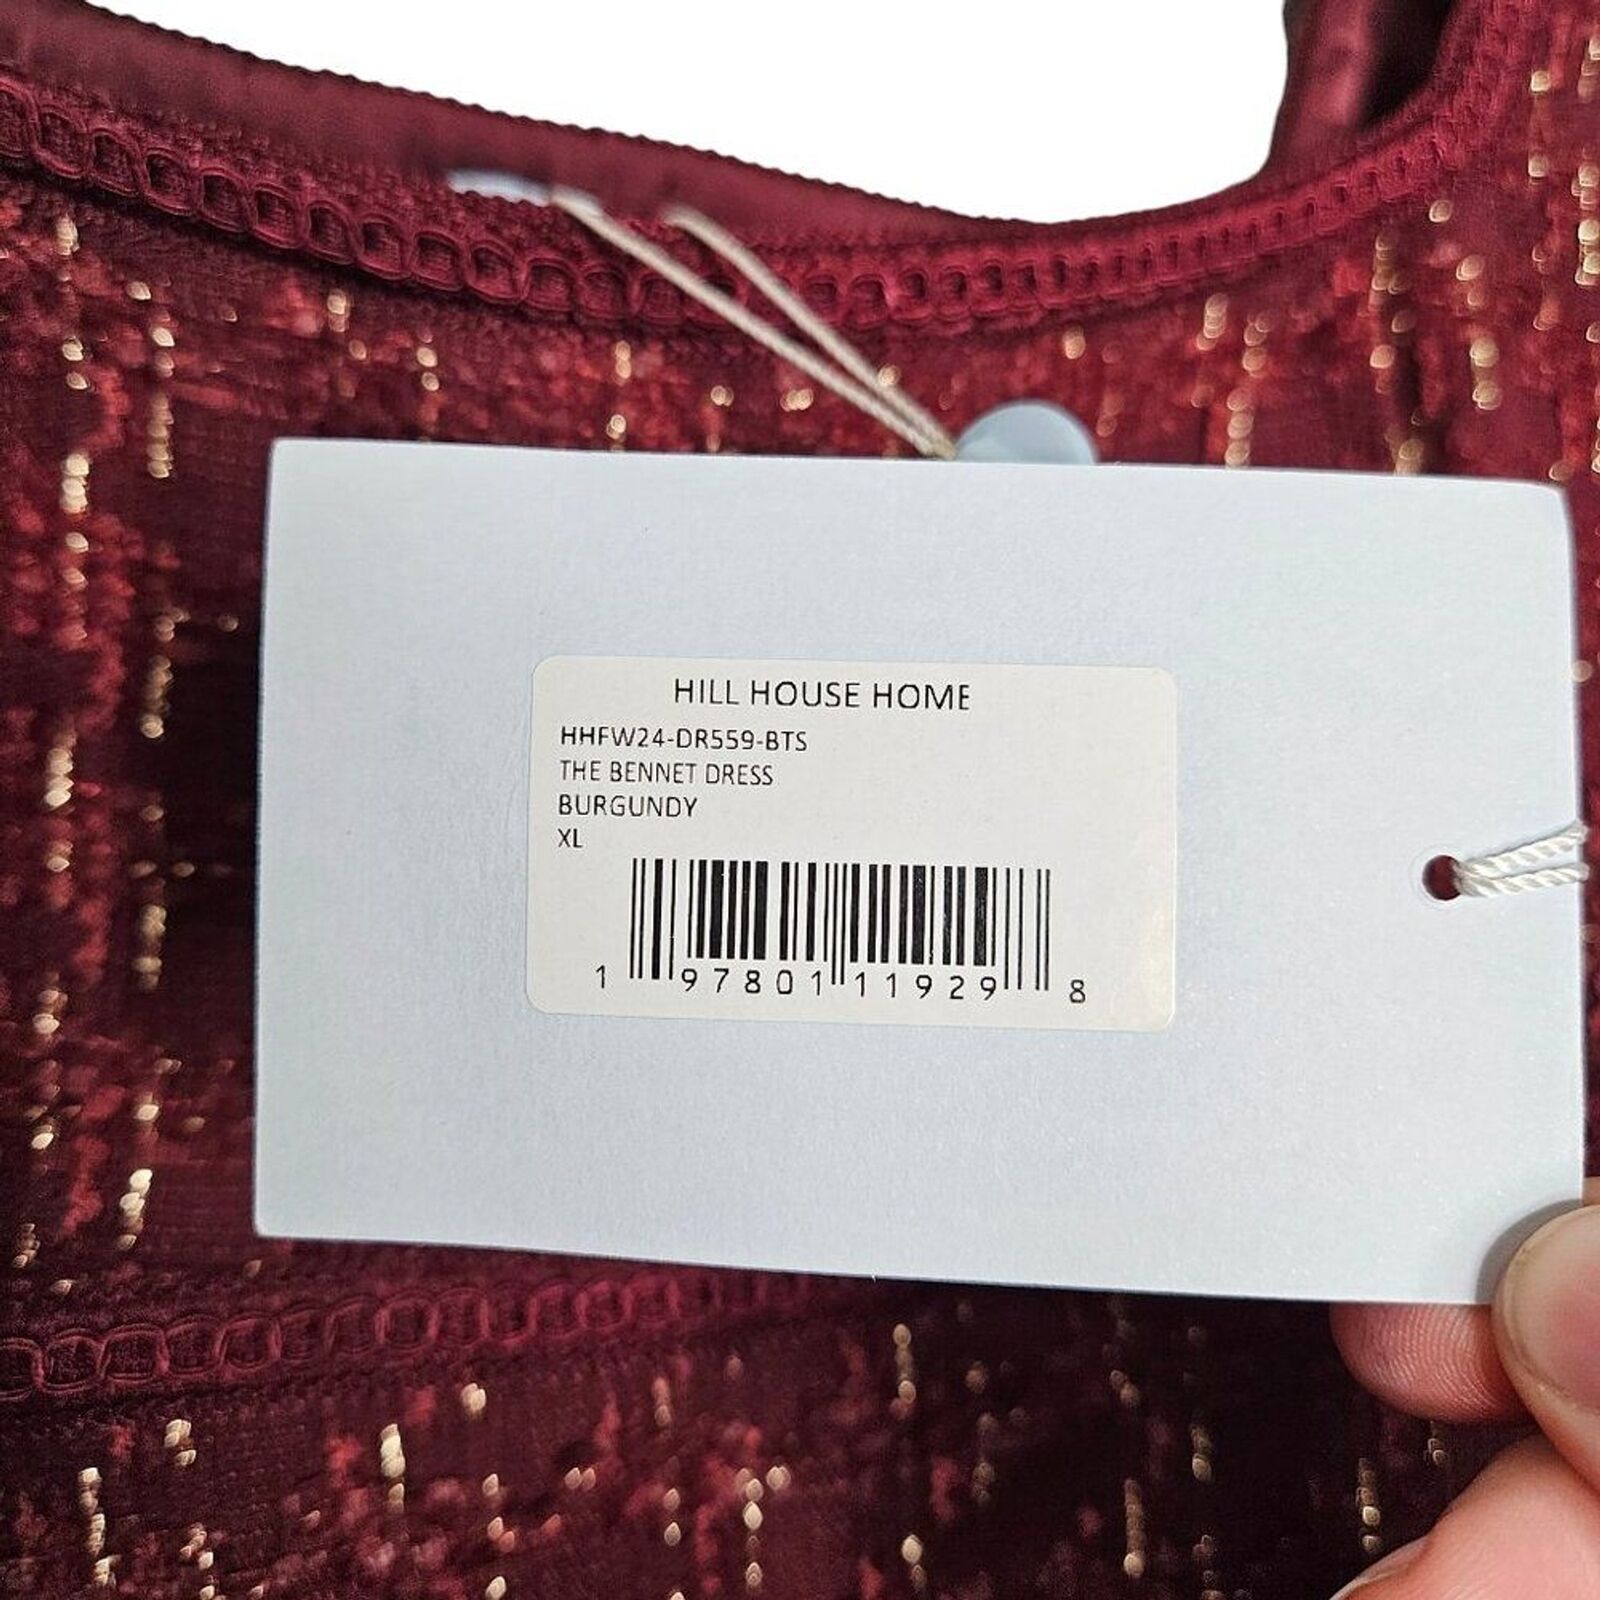 HILL HOUSE HOME
HHFW24-DR559-BTS
THE BENNET DRESS
BURGUNDY
XL
1 97801 11929 8